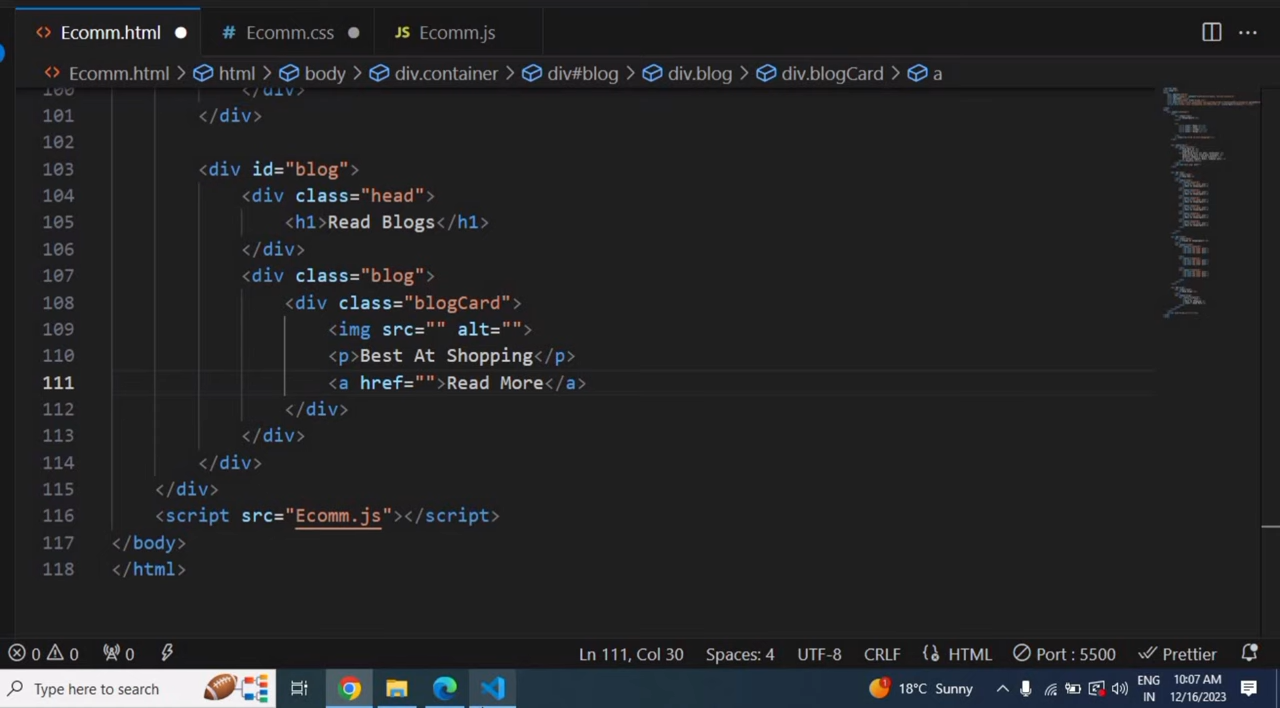 <> Ecomm.html # Ecomm.css JS Ecomm.js
<> Ecomm.html > html > body > div.container > div#blog > div.blog > div.blogCard > a
100 </div>
101 </div>
102
103 <div id="blog">
104 <div class="head">
105 <h1>Read Blogs</h1>
106 </div>
107 <div class="blog">
108 <div class="blogCard">
109 <img src="" alt="">
110 <p>Best At Shopping</p>
111 <a href="">Read More</a>
112 </div>
113 </div>
114 </div>
115 </div>
116 <script src="Ecomm.js"></script>
117 </body>
118 </html>
0 0 0 Ln 111, Col 30 Spaces: 4 UTF-8 CRLF HTML Port : 5500 Prettier
Type here to search 1 18°C Sunny ENG 10:07 AM
IN 12/16/2023